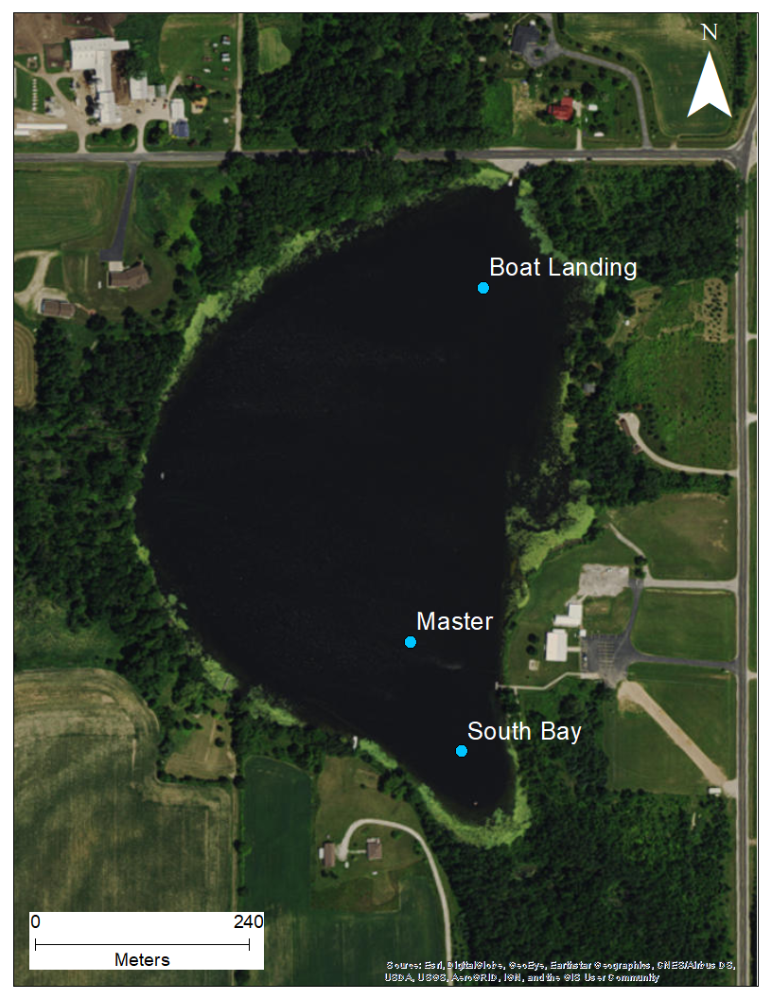 N
Boat Landing
Master
South Bay
0 240
Meters
Source: Esri, DigitalGlobe, GeoEye, Earthstar Geographics, CNES/Airbus DS,
USDA, USGS, AeroGRID, IGN, and the GIS User Community